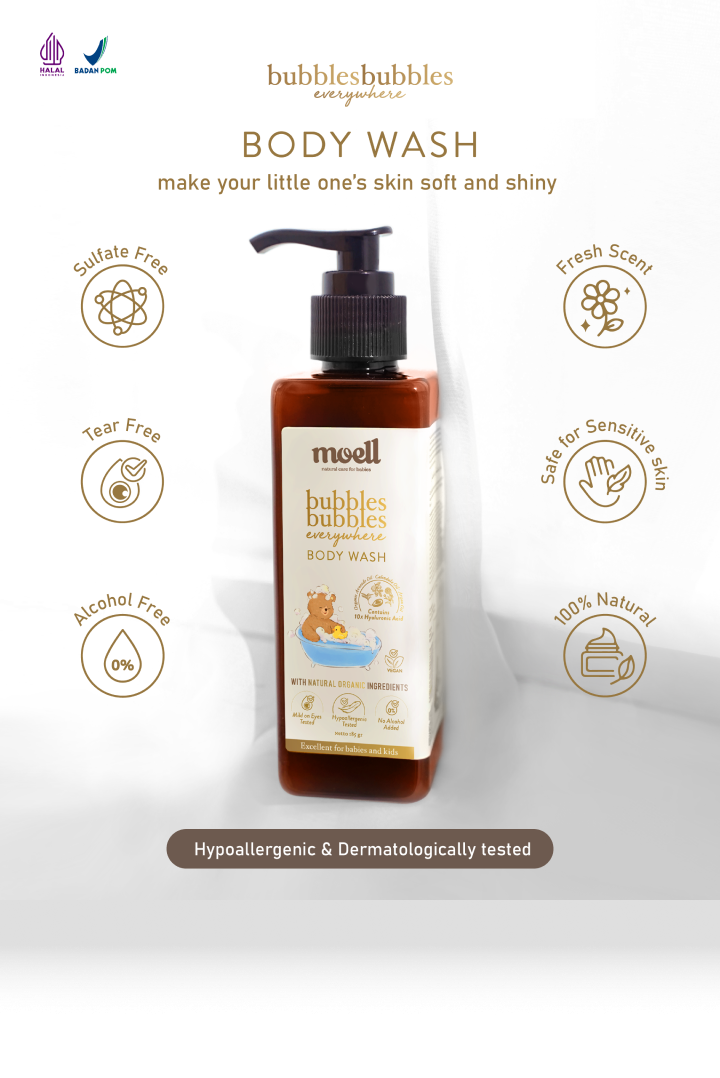 HALAL
INDONESIA
BADAN POM
bubblesbubbles
everywhere
BODY WASH
make your little one's skin soft and shiny
Sulfate Free
Fresh Scent
Tear Free
Safe for Sensitive skin
Alcohol Free
0%
100% Natural
moell
natural care for babies
bubbles
bubbles
everywhere
BODY WASH
Contains
10x Hyaluronic Acid
VEGAN
WITH NATURAL ORGANIC INGREDIENTS
Mild on Eyes
Tested
Hypoallergenic
Tested
No Alcohol
Added
Netto 185 gr
Excellent for babies and kids
Hypoallergenic & Dermatologically tested